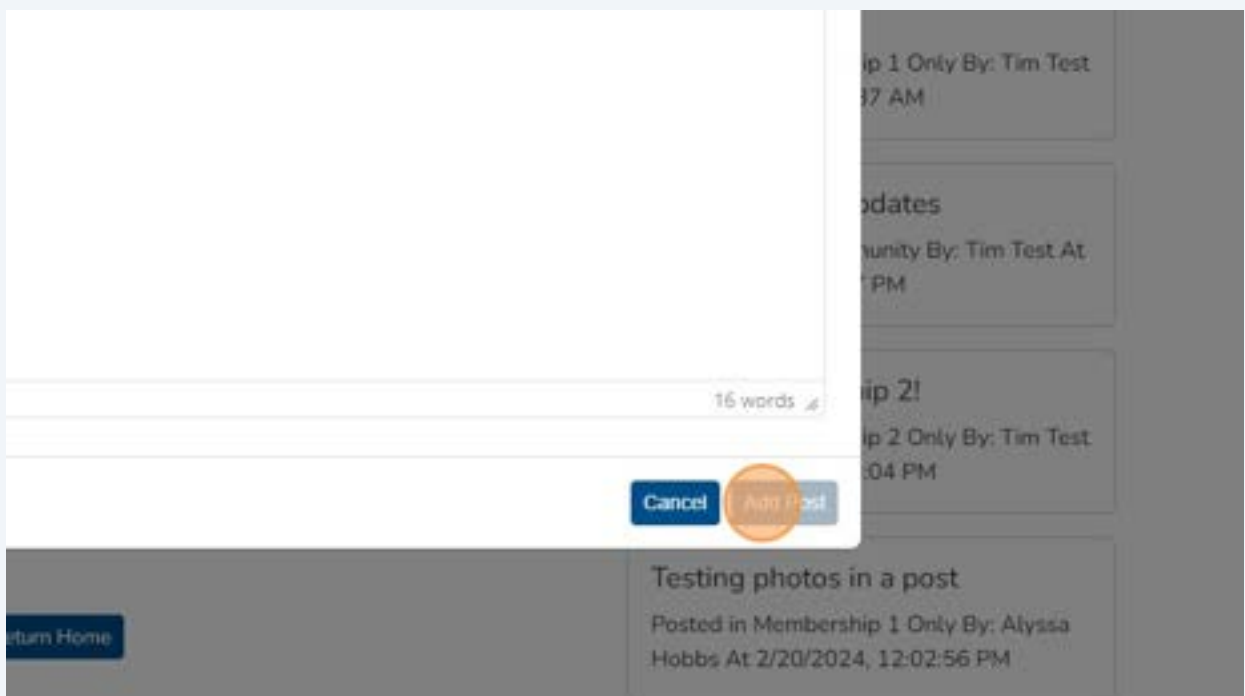 ip 1 Only By: Tim Test
37 AM
pdates
nunity By: Tim Test At
PM
16 words
ip 2!
ip 2 Only By: Tim Test
:04 PM
Cancel
Add Post
Testing photos in a post
Posted in Membership 1 Only By: Alyssa
Hobbs At 2/20/2024, 12:02:56 PM
eturn Home